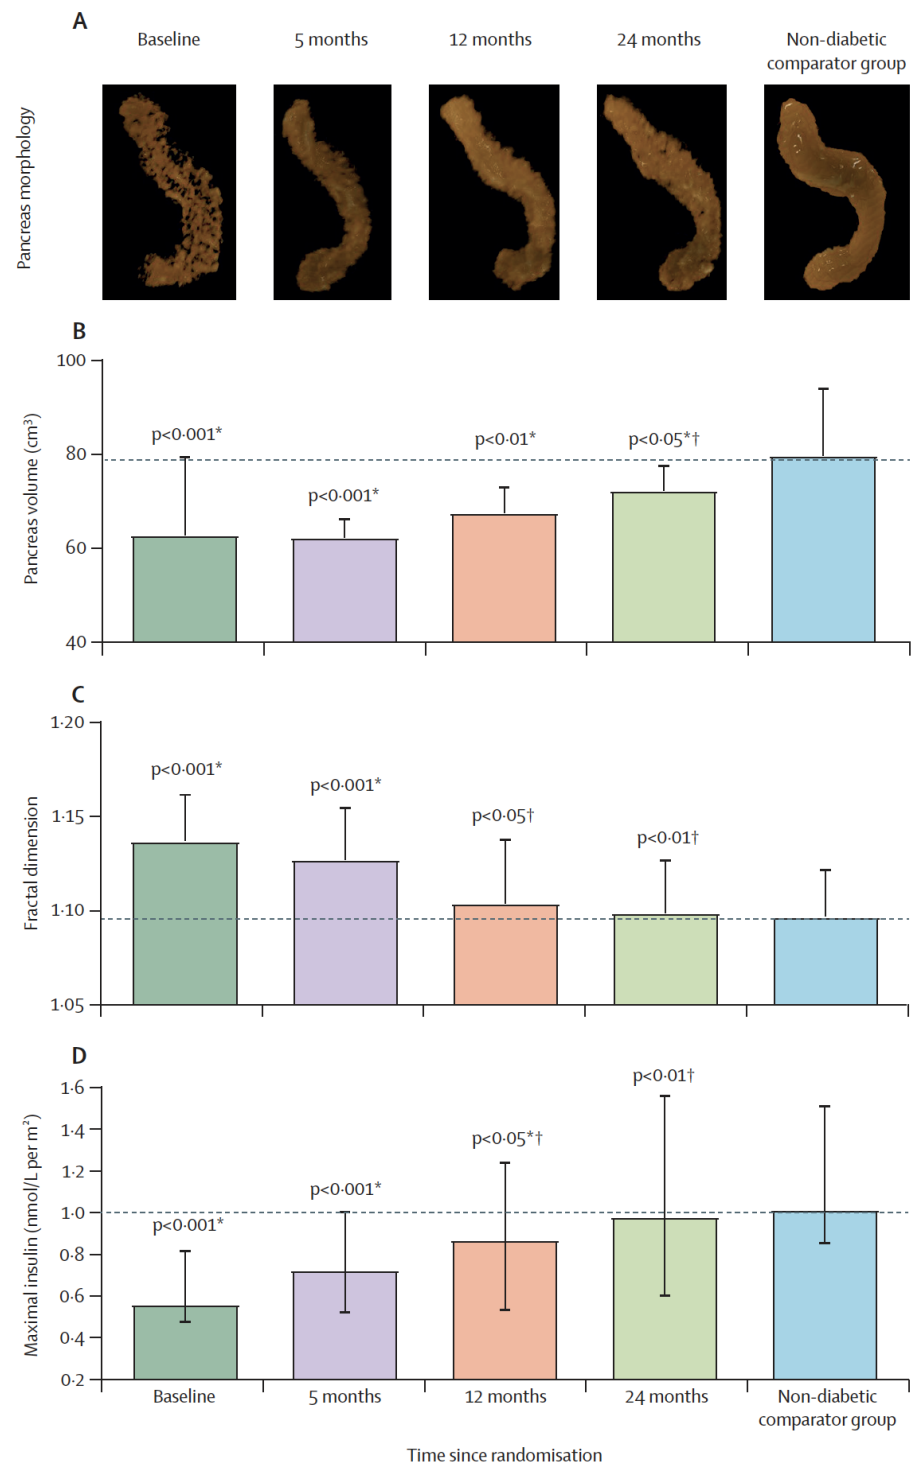 A
Baseline
5 months
12 months
24 months
Non-diabetic
comparator group
Pancreas morphology
B
Pancreas volume (cm³)
100
80
60
40
p<0·001*
p<0·001*
p<0·01*
p<0·05*†
C
Fractal dimension
1·20
1·15
1·10
1·05
p<0·001*
p<0·001*
p<0·05†
p<0·01†
D
Maximal insulin (nmol/L per m²)
1·6
1·4
1·2
1·0
0·8
0·6
0·4
0·2
p<0·001*
p<0·001*
p<0·05*†
p<0·01†
Baseline
5 months
12 months
24 months
Non-diabetic
comparator group
Time since randomisation